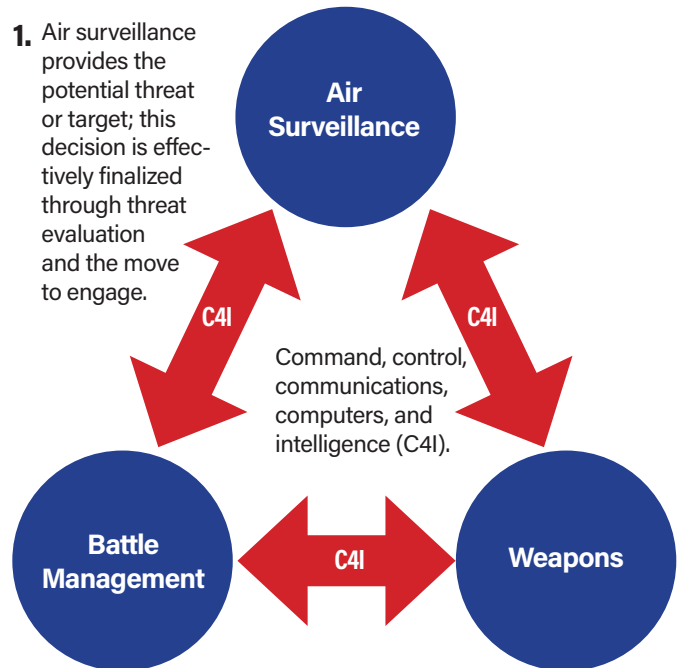 1. Air surveillance
provides the
potential threat
or target; this
decision is effec-
tively finalized
through threat
evaluation
and the move
to engage.
Air
Surveillance
C4I
C4I
Command, control,
communications,
computers, and
intelligence (C4I).
Battle
Management
C4I
Weapons